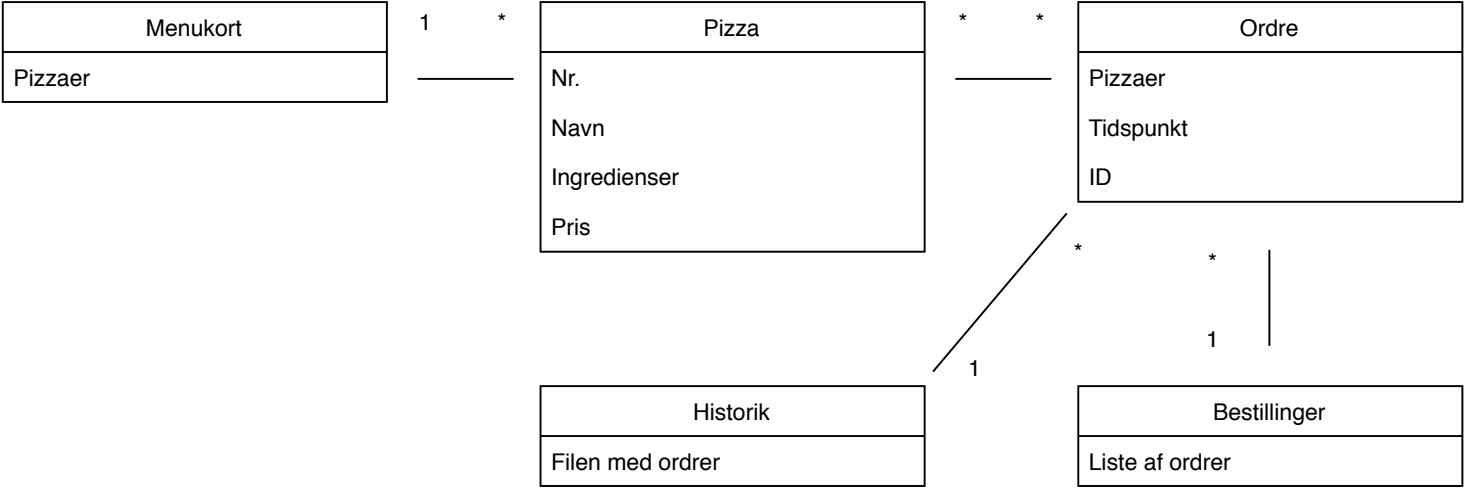 Menukort
Pizzaer
1 *
Pizza
Nr.
Navn
Ingredienser
Pris
* *
Ordre
Pizzaer
Tidspunkt
ID
*
1
*
1
Historik
Filen med ordrer
Bestillinger
Liste af ordrer